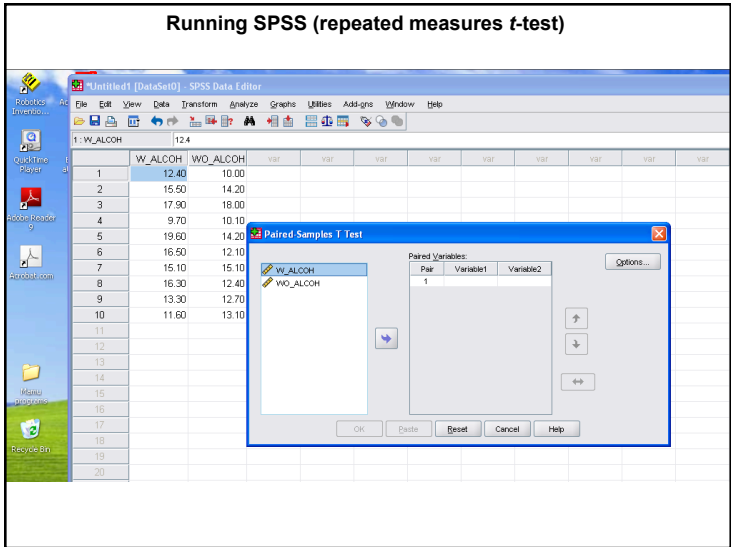 Running SPSS (repeated measures t-test)
*Untitled1 [DataSet0] - SPSS Data Editor
File Edit View Data Transform Analyze Graphs Utilities Add-ons Window Help
1 : W_ALCOH 12.4
W_ALCOH WO_ALCOH var var var var var var var var
1 12.40 10.00
2 15.50 14.20
3 17.90 18.00
4 9.70 10.10
5 19.60 14.20
6 16.50 12.10
7 15.10 15.10
8 16.30 12.40
9 13.30 12.70
10 11.60 13.10
11
12
13
14
15
16
17
18
19
20
Paired-Samples T Test
W_ALCOH
WO_ALCOH
Paired Variables:
Pair Variable1 Variable2
1
Options...
OK Paste Reset Cancel Help
Robotics
Inventio...
QuickTime
Player
Adobe Reader
9
Acrobat.com
Manu
programs
Recycle Bin